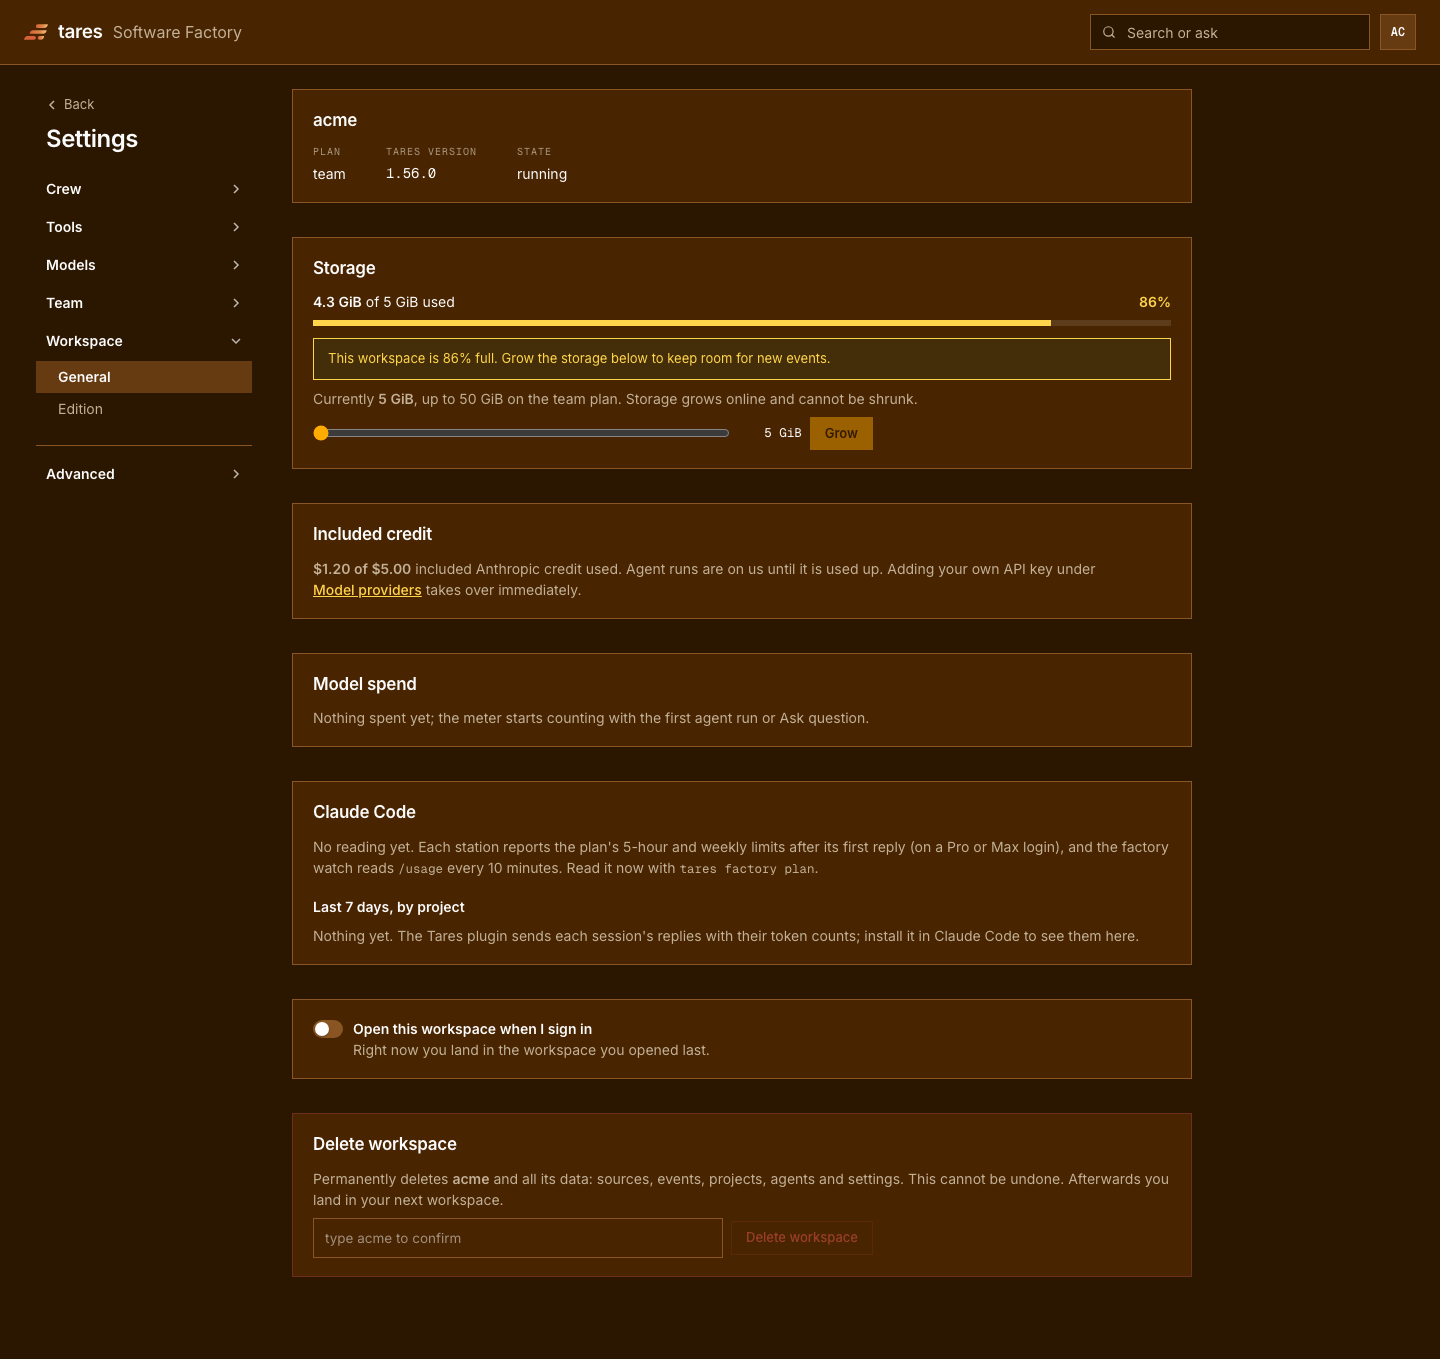 tares Software Factory
Search or ask
AC
Back
Settings
Crew
Tools
Models
Team
Workspace
General
Edition
Advanced
acme
PLAN
team
TARES VERSION
1.56.0
STATE
running
Storage
4.3 GiB of 5 GiB used
86%
This workspace is 86% full. Grow the storage below to keep room for new events.
Currently 5 GiB, up to 50 GiB on the team plan. Storage grows online and cannot be shrunk.
5 GiB
Grow
Included credit
$1.20 of $5.00 included Anthropic credit used. Agent runs are on us until it is used up. Adding your own API key under
Model providers takes over immediately.
Model spend
Nothing spent yet; the meter starts counting with the first agent run or Ask question.
Claude Code
No reading yet. Each station reports the plan's 5-hour and weekly limits after its first reply (on a Pro or Max login), and the factory
watch reads /usage every 10 minutes. Read it now with tares factory plan.
Last 7 days, by project
Nothing yet. The Tares plugin sends each session's replies with their token counts; install it in Claude Code to see them here.
Open this workspace when I sign in
Right now you land in the workspace you opened last.
Delete workspace
Permanently deletes acme and all its data: sources, events, projects, agents and settings. This cannot be undone. Afterwards you
land in your next workspace.
type acme to confirm
Delete workspace